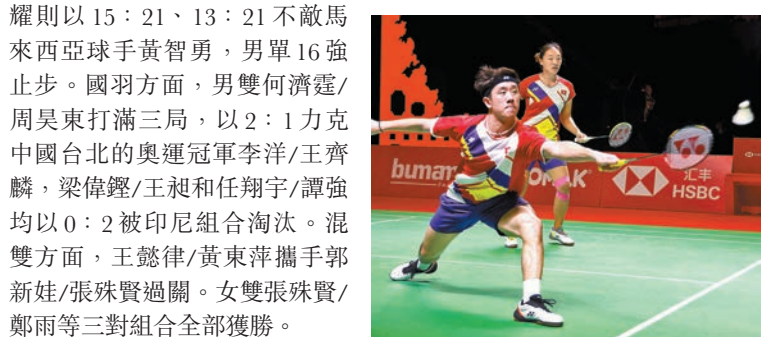 耀則以15：21、13：21不敵馬
來西亞球手黃智勇，男單16強
止步。國羽方面，男雙何濟霆/
周昊東打滿三局，以2：1力克
中國台北的奧運冠軍李洋/王齊
麟，梁偉鏗/王昶和任翔宇/譚強
均以0：2被印尼組合淘汰。混
雙方面，王懿律/黃東萍攜手郭
新娃/張殊賢過關。女雙張殊賢/
鄭雨等三對組合全部獲勝。
汇丰
HSBC